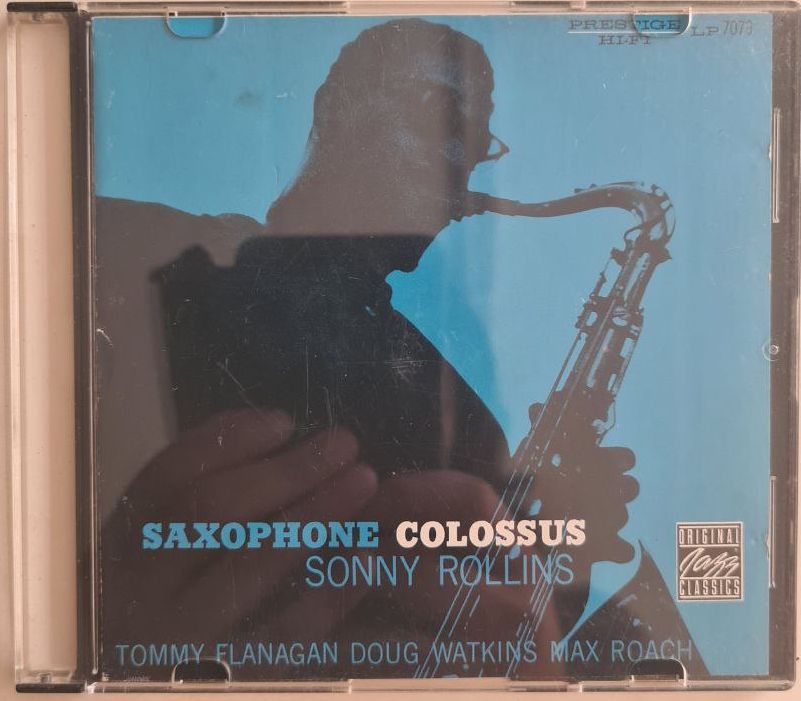 PRESTIGE LP 7079
HI-FI
SAXOPHONE COLOSSUS
SONNY ROLLINS
ORIGINAL
Jazz
CLASSICS
TOMMY FLANAGAN DOUG WATKINS MAX ROACH